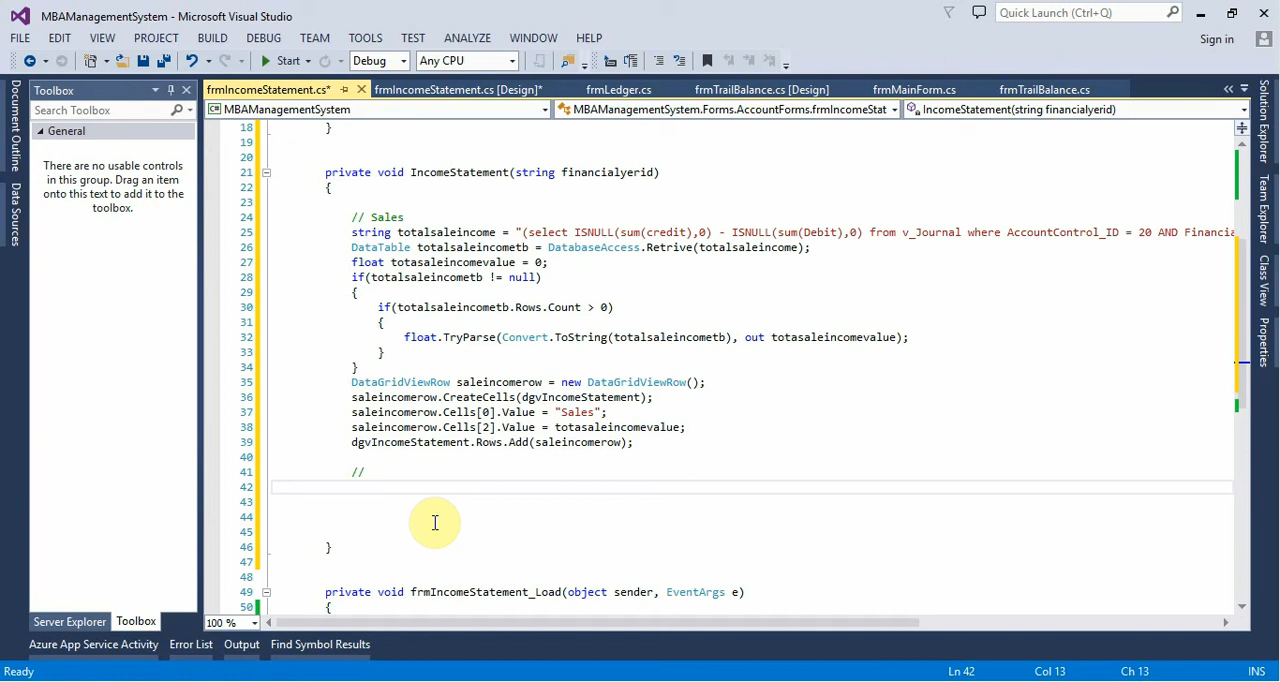 MBAManagementSystem - Microsoft Visual Studio
Quick Launch (Ctrl+Q)
FILE EDIT VIEW PROJECT BUILD DEBUG TEAM TOOLS TEST ANALYZE WINDOW HELP
Sign in
Start Debug Any CPU
Toolbox
frmIncomeStatement.cs* frmIncomeStatement.cs [Design]* frmLedger.cs frmTrailBalance.cs [Design] frmMainForm.cs frmTrailBalance.cs
Search Toolbox
MBAManagementSystem MBAManagementSystem.Forms.AccountForms.frmIncomeStat IncomeStatement(string financialyerid)
General
There are no usable controls
in this group. Drag an item
onto this text to add it to the
toolbox.
Document Outline
Data Sources
18 }
19
20
21 private void IncomeStatement(string financialyerid)
22 {
23
24 // Sales
25 string totalsaleincome = "(select ISNULL(sum(credit),0) - ISNULL(sum(Debit),0) from v_Journal where AccountControl_ID = 20 AND Financia
26 DataTable totalsaleincometb = DatabaseAccess.Retrive(totalsaleincome);
27 float totasaleincomevalue = 0;
28 if(totalsaleincometb != null)
29 {
30 if(totalsaleincometb.Rows.Count > 0)
31 {
32 float.TryParse(Convert.ToString(totalsaleincometb), out totasaleincomevalue);
33 }
34 }
35 DataGridViewRow saleincomerow = new DataGridViewRow();
36 saleincomerow.CreateCells(dgvIncomeStatement);
37 saleincomerow.Cells[0].Value = "Sales";
38 saleincomerow.Cells[2].Value = totasaleincomevalue;
39 dgvIncomeStatement.Rows.Add(saleincomerow);
40
41 //
42
43
44
45
46 }
47
48
49 private void frmIncomeStatement_Load(object sender, EventArgs e)
50 {
Solution Explorer
Team Explorer
Class View
Properties
100 %
Server Explorer Toolbox
Azure App Service Activity Error List Output Find Symbol Results
Ready Ln 42 Col 13 Ch 13 INS